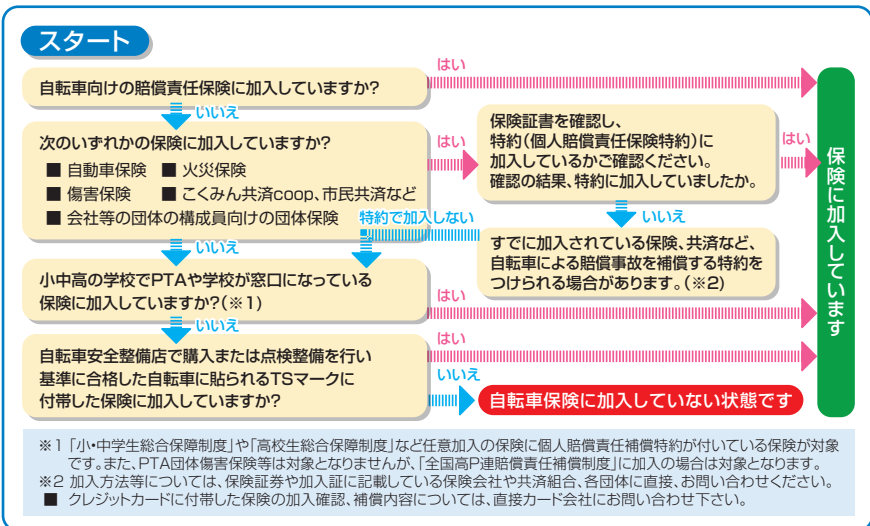 スタート
はい
自転車向けの賠償責任保険に加入していますか?
いいえ
次のいずれかの保険に加入していますか?
■ 自動車保険 ■ 火災保険
■ 傷害保険 ■ こくみん共済coop、市民共済など
■ 会社等の団体の構成員向けの団体保険
はい
保険証書を確認し、
特約(個人賠償責任保険特約)に
加入しているかご確認ください。
確認の結果、特約に加入していましたか。
はい
いいえ
特約で加入しない
すでに加入されている保険、共済など、
自転車による賠償事故を補償する特約を
つけられる場合があります。(※2)
いいえ
小中高の学校でPTAや学校が窓口になっている
保険に加入していますか?(※1)
はい
いいえ
自転車安全整備店で購入または点検整備を行い
基準に合格した自転車に貼られるTSマークに
付帯した保険に加入していますか?
はい
いいえ
自転車保険に加入していない状態です
保険に加入しています
※1 「小・中学生総合保障制度」や「高校生総合保障制度」など任意加入の保険に個人賠償責任補償特約が付いている保険が対象
です。また、PTA団体傷害保険等は対象となりませんが、「全国高P連賠償責任補償制度」に加入の場合は対象となります。
※2 加入方法等については、保険証券や加入証に記載している保険会社や共済組合、各団体に直接、お問い合わせください。
■ クレジットカードに付帯した保険の加入確認、補償内容については、直接カード会社にお問い合わせ下さい。